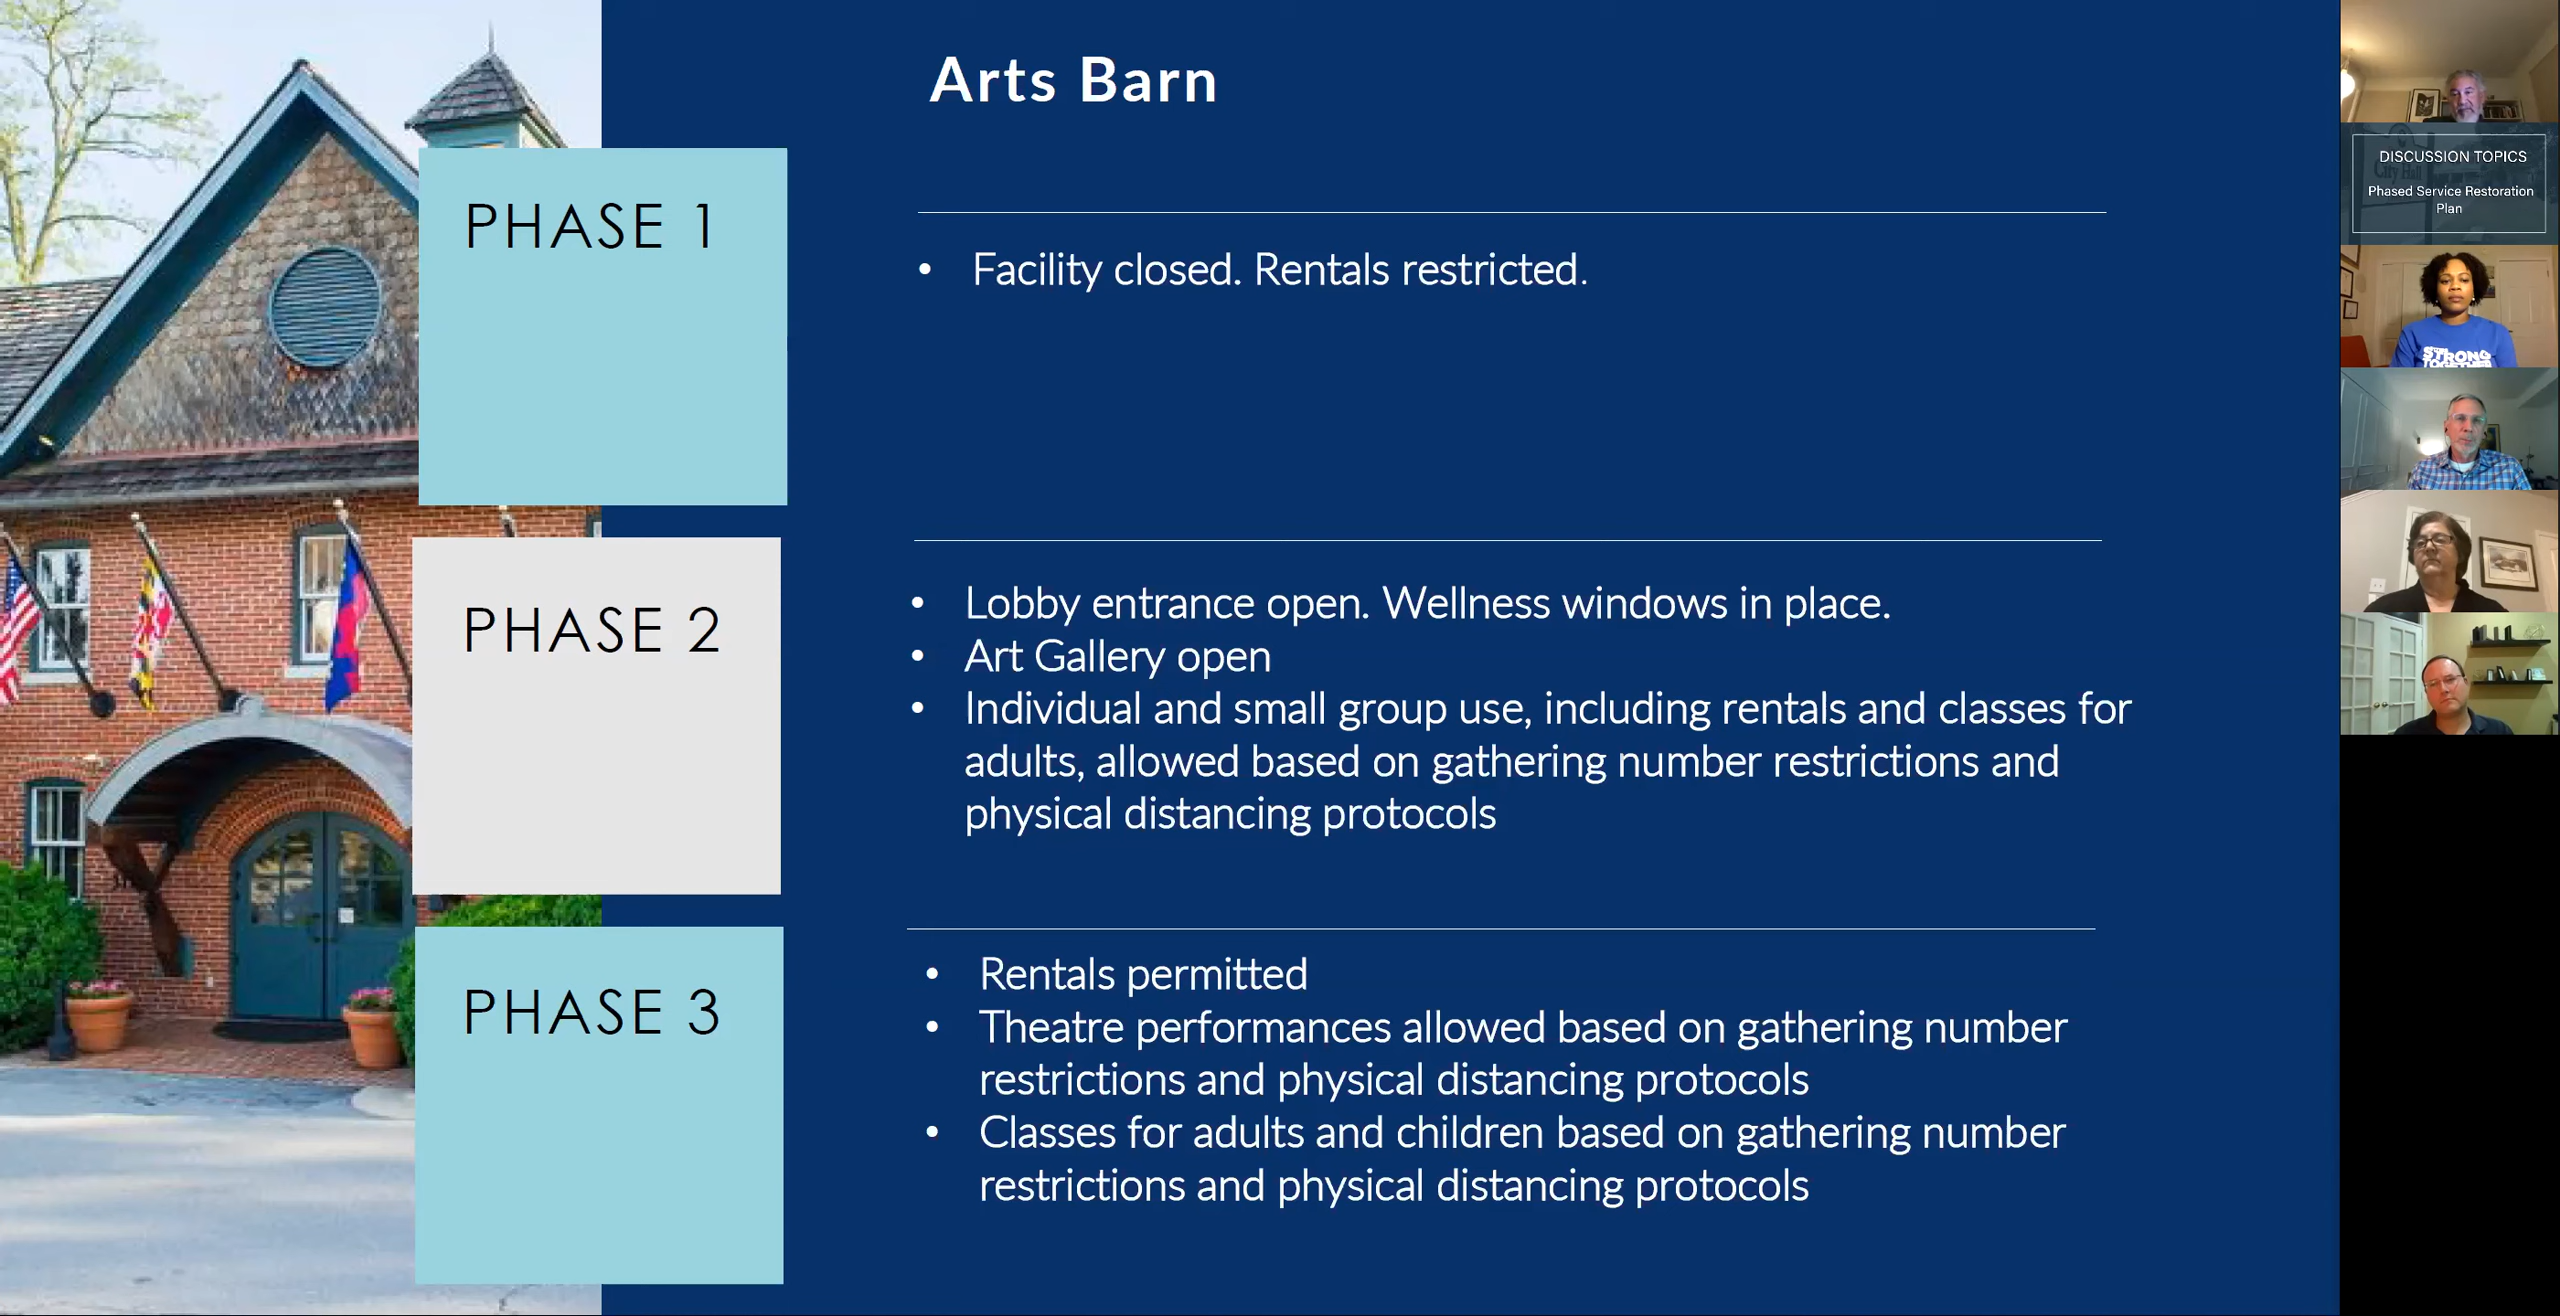 Arts Barn
PHASE 1
• Facility closed. Rentals restricted.
PHASE 2
• Lobby entrance open. Wellness windows in place.
• Art Gallery open
• Individual and small group use, including rentals and classes for
adults, allowed based on gathering number restrictions and
physical distancing protocols
PHASE 3
• Rentals permitted
• Theatre performances allowed based on gathering number
restrictions and physical distancing protocols
• Classes for adults and children based on gathering number
restrictions and physical distancing protocols
DISCUSSION TOPICS
City Hall
Phased Service Restoration
Plan
STRONG
TOGETHER